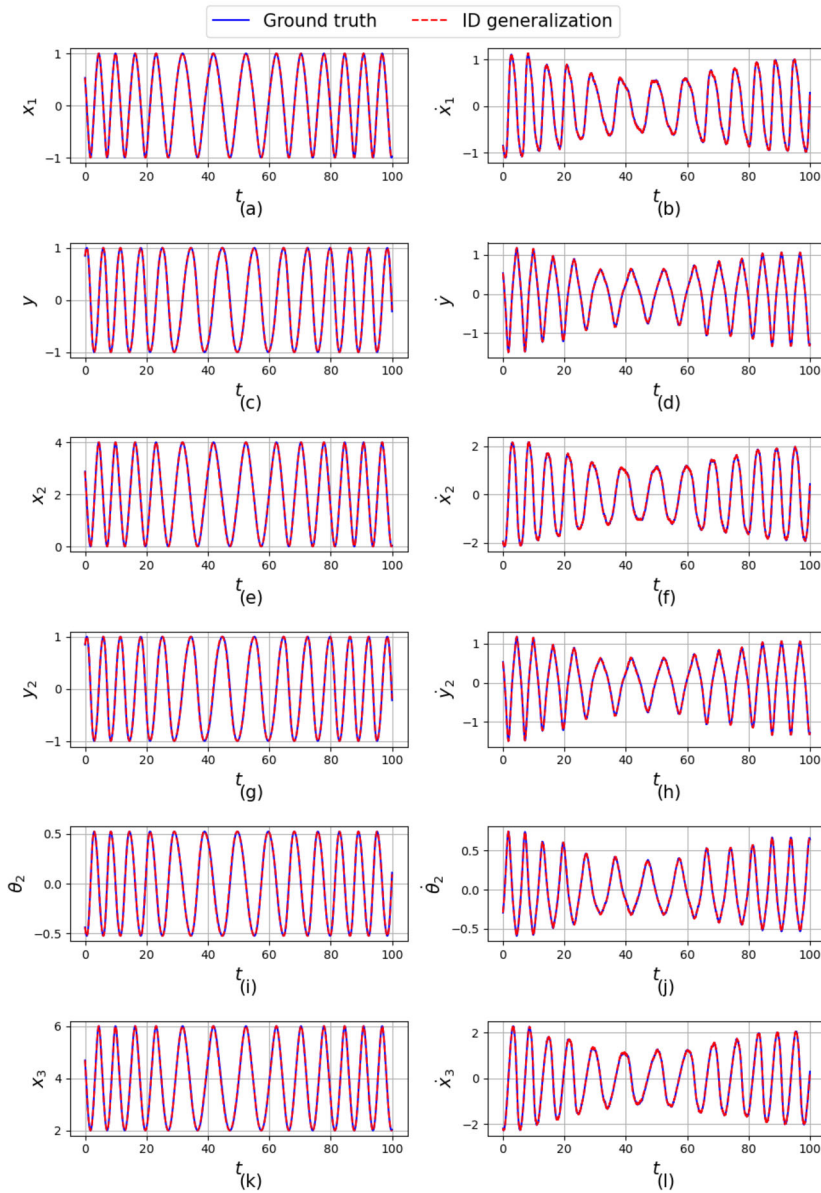 Ground truth ID generalization
x₁
1
0
−1
0 20 40 60 80 100
t
(a)
ẋ₁
1
0
−1
0 20 40 60 80 100
t
(b)
y
1
0
−1
0 20 40 60 80 100
t
(c)
ẏ
1
0
−1
0 20 40 60 80 100
t
(d)
x₂
4
2
0
0 20 40 60 80 100
t
(e)
ẋ₂
2
0
−2
0 20 40 60 80 100
t
(f)
y₂
1
0
−1
0 20 40 60 80 100
t
(g)
ẏ₂
1
0
−1
0 20 40 60 80 100
t
(h)
θ₂
0.5
0.0
−0.5
0 20 40 60 80 100
t
(i)
θ̇₂
0.5
0.0
−0.5
0 20 40 60 80 100
t
(j)
x₃
6
4
2
0 20 40 60 80 100
t
(k)
ẋ₃
2
0
−2
0 20 40 60 80 100
t
(l)